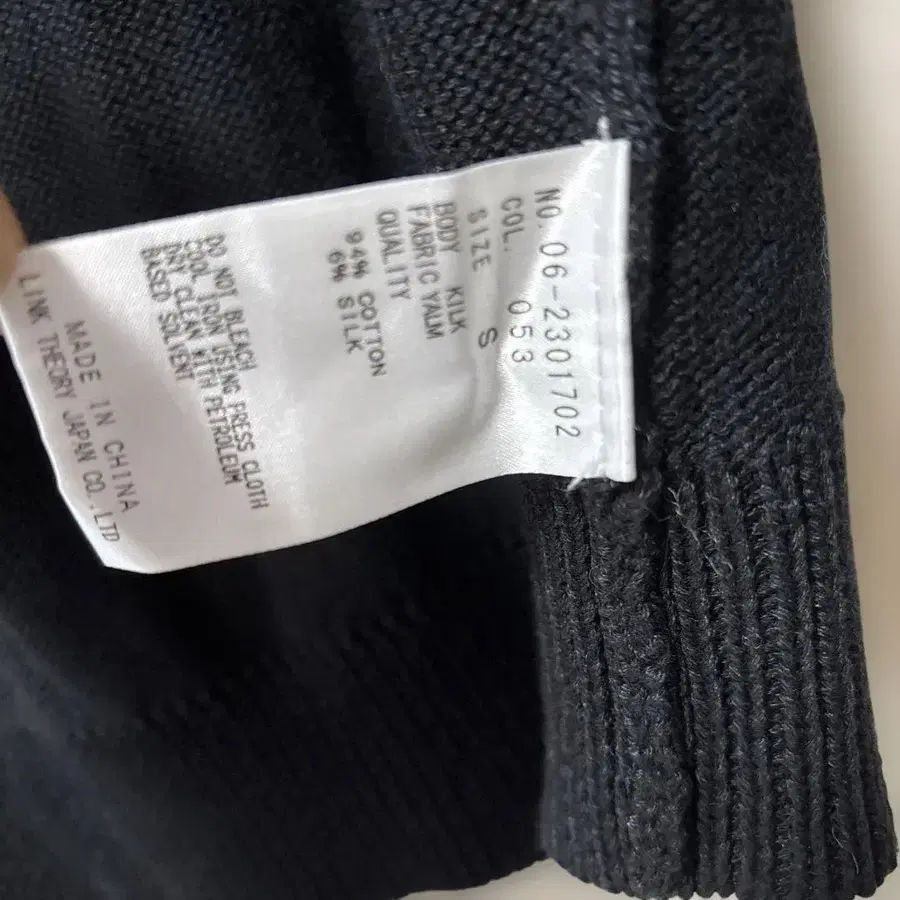 NO. 06-2301702
COL. 053
SIZE S
BODY KILK
FABRIC YALM
QUALITY
94% COTTON
6% SILK
DO NOT BLEACH
COOL IRON USING PRESS CLOTH
DRY CLEAN WITH PETROLEUM
BASED SOLVENT
MADE IN CHINA
LINK THEORY JAPAN CO.,LTD